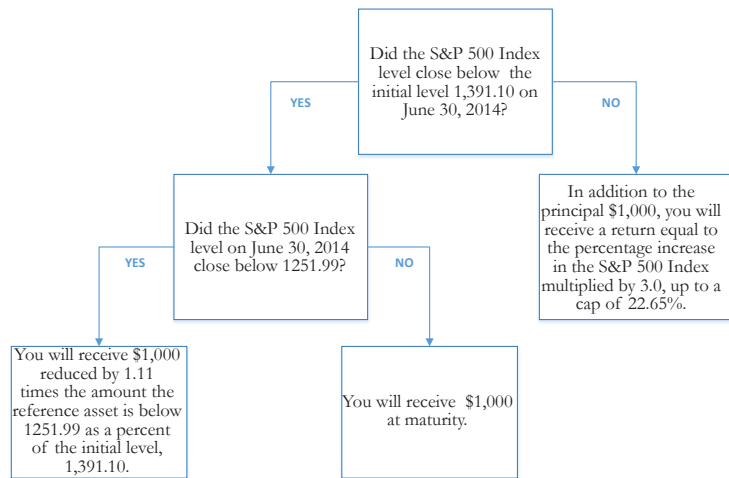 Did the S&P 500 Index
level close below the
initial level 1,391.10 on
June 30, 2014?
YES
NO
Did the S&P 500 Index
level on June 30, 2014
close below 1251.99?
In addition to the
principal $1,000, you will
receive a return equal to
the percentage increase
in the S&P 500 Index
multiplied by 3.0, up to a
cap of 22.65%.
YES
NO
You will receive $1,000
reduced by 1.11
times the amount the
reference asset is below
1251.99 as a percent
of the initial level,
1,391.10.
You will receive $1,000
at maturity.